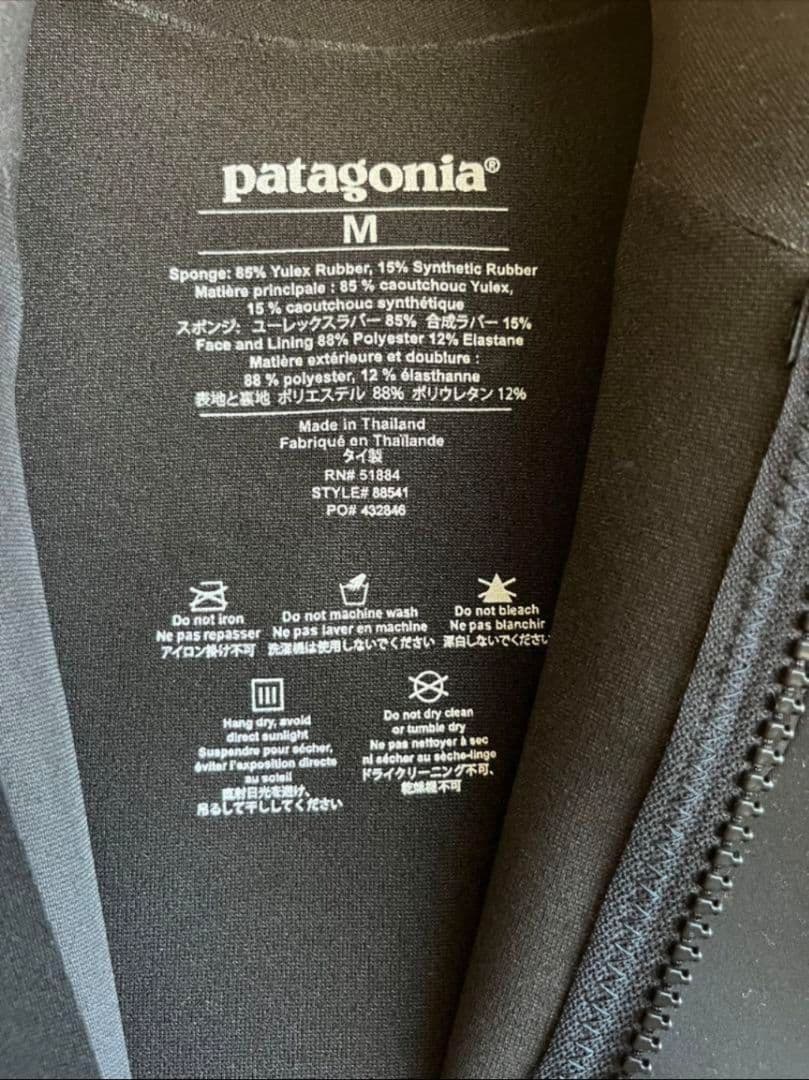 patagonia®
M
Sponge: 85% Yulex Rubber, 15% Synthetic Rubber
Matière principale : 85 % caoutchouc Yulex,
15 % caoutchouc synthétique
スポンジ: ユーレックスラバー 85% 合成ラバー 15%
Face and Lining 88% Polyester 12% Elastane
Matière extérieure et doublure :
88 % polyester, 12 % élasthanne
表地と裏地 ポリエステル 88% ポリウレタン 12%
Made in Thailand
Fabriqué en Thaïlande
タイ製
RN# 51884
STYLE# 88541
PO# 432846
Do not iron
Ne pas repasser
アイロン掛け不可
Do not machine wash
Ne pas laver en machine
洗濯機は使用しないでください
Do not bleach
Ne pas blanchir
漂白しないでください
Hang dry, avoid
direct sunlight
Suspendre pour sécher,
éviter l'exposition directe
au soleil
直射日光を避け、
吊るして干ししてください
Do not dry clean
or tumble dry
Ne pas nettoyer à sec
ni sécher au sèche-linge
ドライクリーニング不可、
乾燥機不可